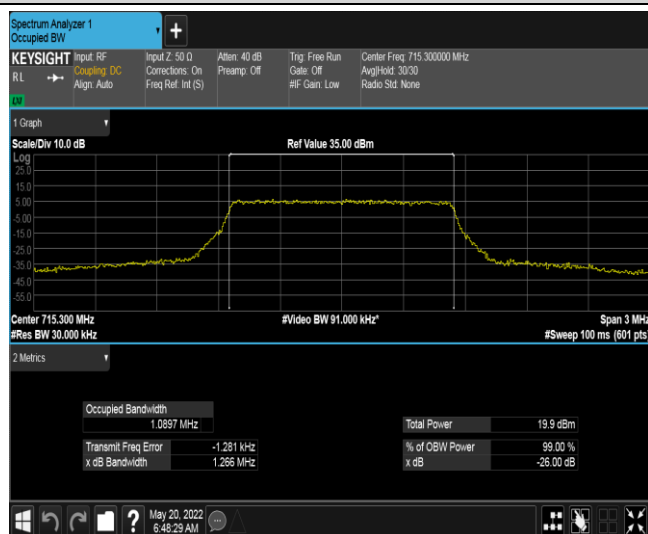 Spectrum Analyzer 1
Occupied BW
+
KEYSIGHT Input: RF Input Z: 50 Ω Atten: 40 dB Trig: Free Run Center Freq: 715.300000 MHz
RL Coupling: DC Corrections: On Preamp: Off Gate: Off Avg|Hold: 30/30
Align: Auto Freq Ref: Int (S) #IF Gain: Low Radio Std: None
LXI
1 Graph
Scale/Div 10.0 dB Ref Value 35.00 dBm
Log
25.0
15.0
5.00
-5.00
-15.0
-25.0
-35.0
-45.0
-55.0
Center 715.300 MHz #Video BW 91.000 kHz* Span 3 MHz
#Res BW 30.000 kHz #Sweep 100 ms (601 pts)
2 Metrics
Occupied Bandwidth
1.0897 MHz Total Power 19.9 dBm
Transmit Freq Error -1.281 kHz % of OBW Power 99.00 %
x dB Bandwidth 1.266 MHz x dB -26.00 dB
? May 20, 2022
6:48:29 AM